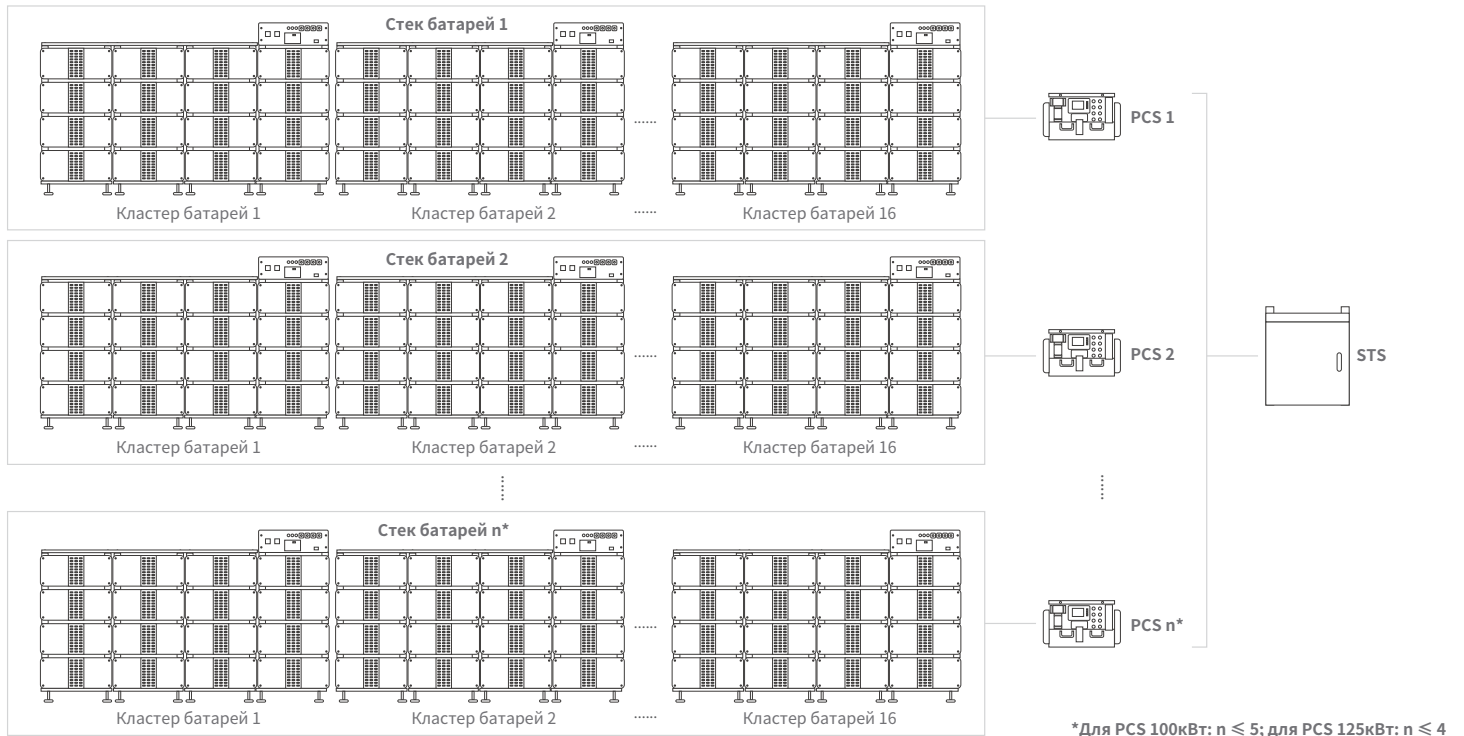 Стек батарей 1
......
PCS 1
Кластер батарей 1
Кластер батарей 2
......
Кластер батарей 16
Стек батарей 2
......
PCS 2
STS
Кластер батарей 1
Кластер батарей 2
......
Кластер батарей 16
Стек батарей n*
......
PCS n*
Кластер батарей 1
Кластер батарей 2
......
Кластер батарей 16
*Для PCS 100кВт: n ⩽ 5; для PCS 125кВт: n ⩽ 4